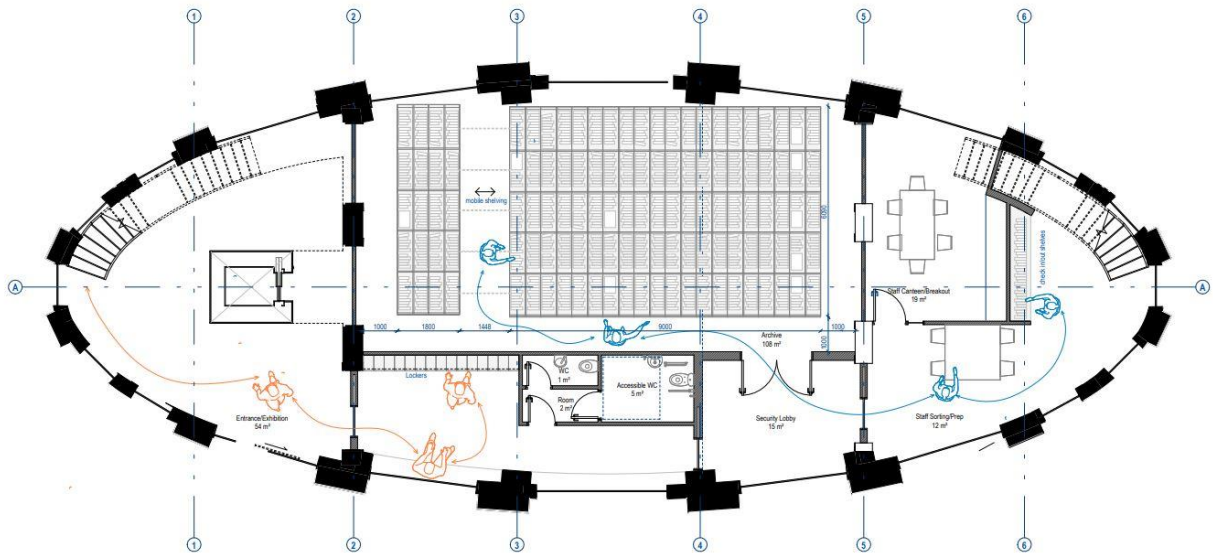 1 2 3 4 5 6
mobile shelving
check in/out shelves
6060
A
A
Staff Canteen/Breakout
19 m²
1000 1800 1448 9000 1000
1000
Archive
108 m²
Lockers
WC
1 m²
Accessible WC
5 m²
Room
2 m²
Entrance/Exhibition
54 m²
Security Lobby
15 m²
Staff Sorting/Prep
12 m²
1 2 3 4 5 6